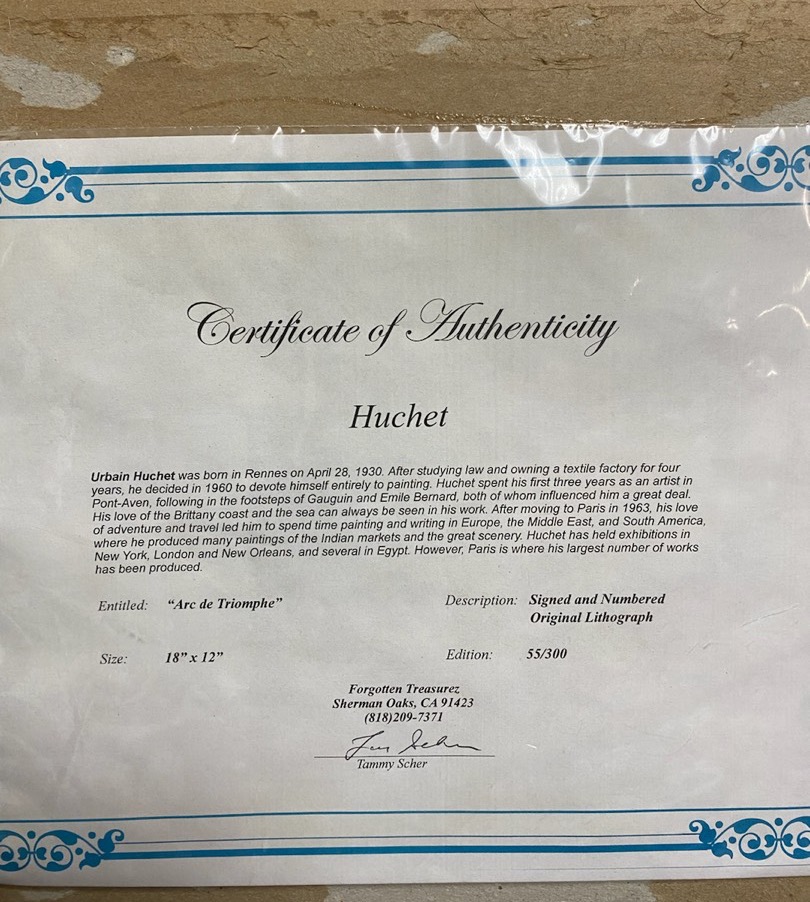 Certificate of Authenticity
Huchet
Urbain Huchet was born in Rennes on April 28, 1930. After studying law and owning a textile factory for four
years, he decided in 1960 to devote himself entirely to painting. Huchet spent his first three years as an artist in
Pont-Aven, following in the footsteps of Gauguin and Emile Bernard, both of whom influenced him a great deal.
His love of the Brittany coast and the sea can always be seen in his work. After moving to Paris in 1963, his love
of adventure and travel led him to spend time painting and writing in Europe, the Middle East, and South America,
where he produced many paintings of the Indian markets and the great scenery. Huchet has held exhibitions in
New York, London and New Orleans, and several in Egypt. However, Paris is where his largest number of works
has been produced.
Entitled: “Arc de Triomphe” Description: Signed and Numbered
Original Lithograph
Size: 18” x 12” Edition: 55/300
Forgotten Treasurez
Sherman Oaks, CA 91423
(818)209-7371
Tammy Scher